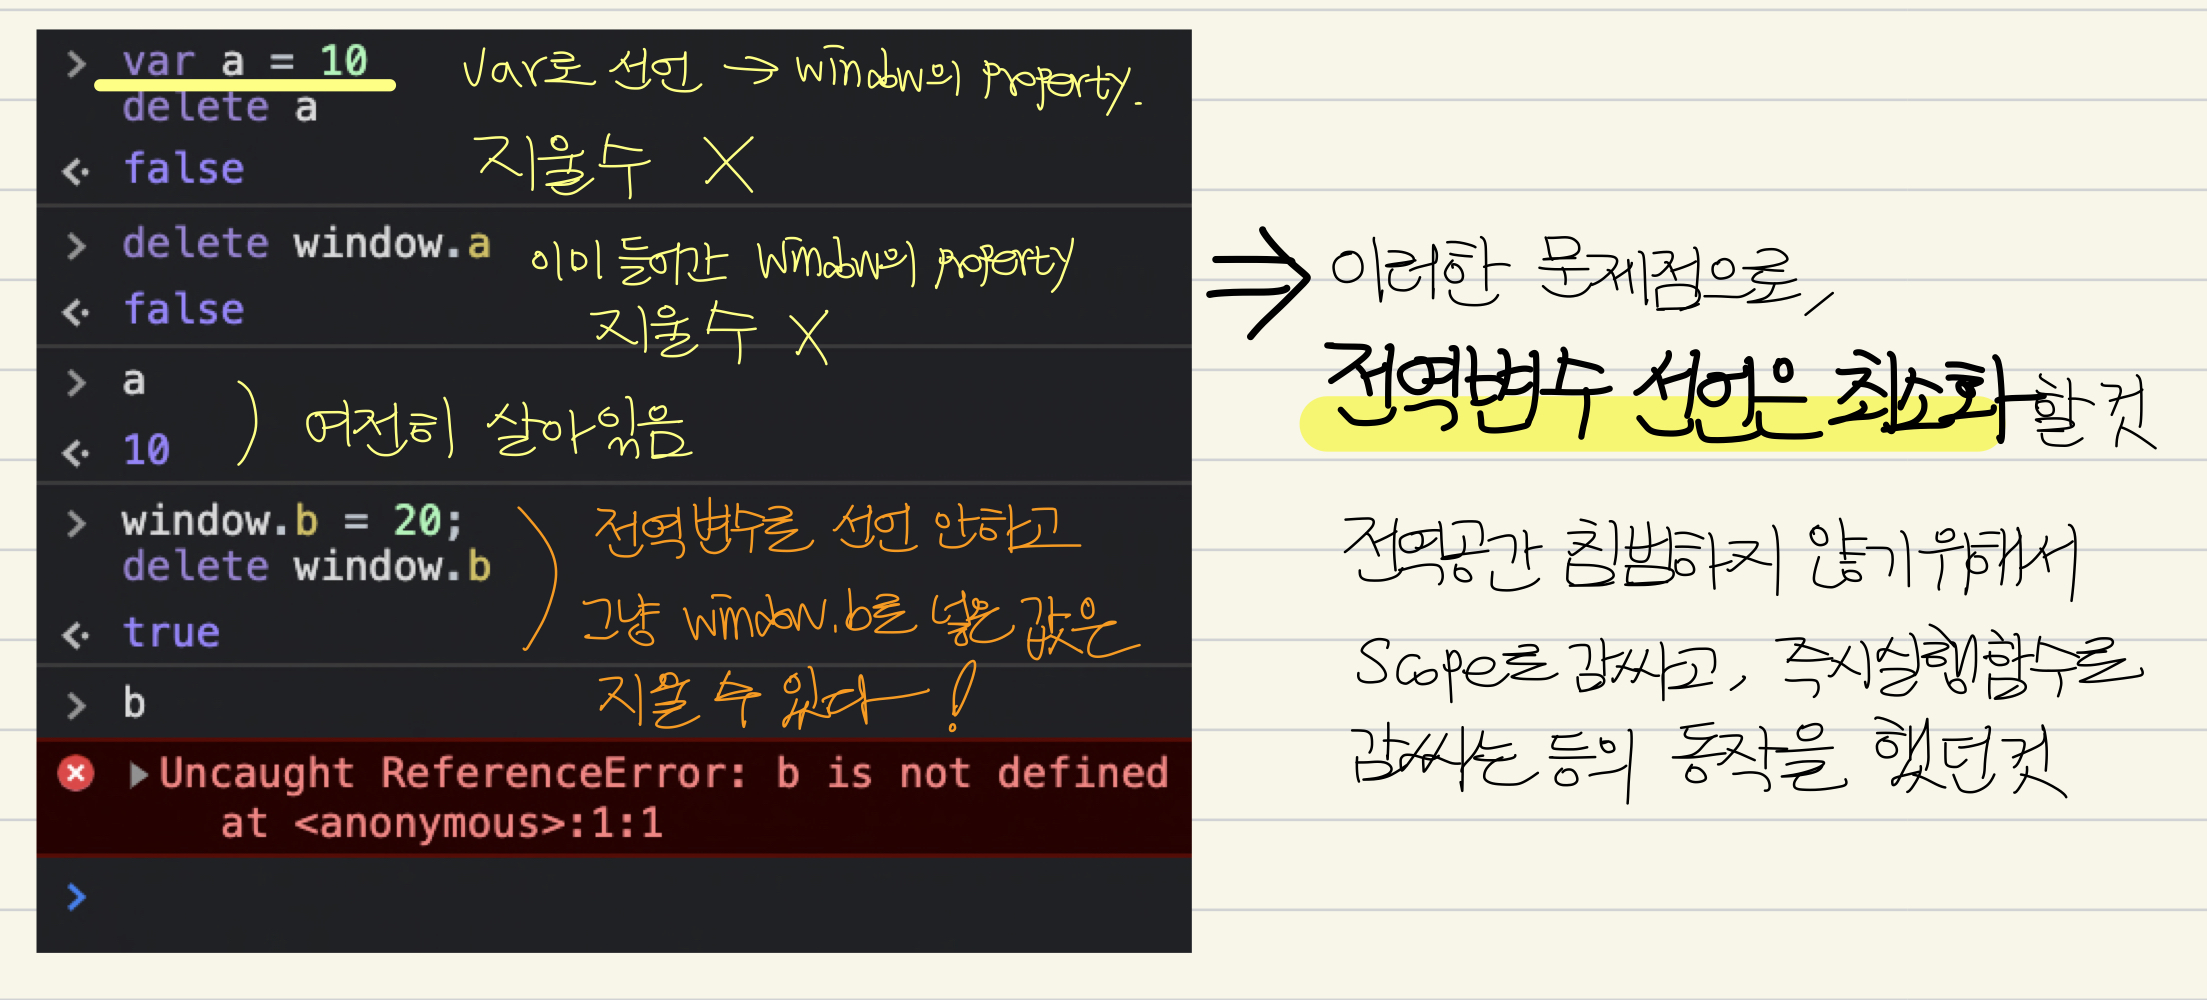 > var a = 10
delete a
var로 선언 → window의 property.
지울수 X
<· false
> delete window.a
이미 들어간 window의 property
지울수 X
<· false
> a
<· 10
여전히 살아있음
> window.b = 20;
delete window.b
<· true
전역변수를 선언 안하고
그냥 window.b로 넣은 값은
지울 수 있다!
> b
Uncaught ReferenceError: b is not defined
at <anonymous>:1:1
>
⇒ 이러한 문제점으로,
전역변수 선언은 최소화할것
전역공간 침범하지 않기위해서
Scope로 감싸고, 즉시실행함수로
감싸는 등의 동작을 했던것